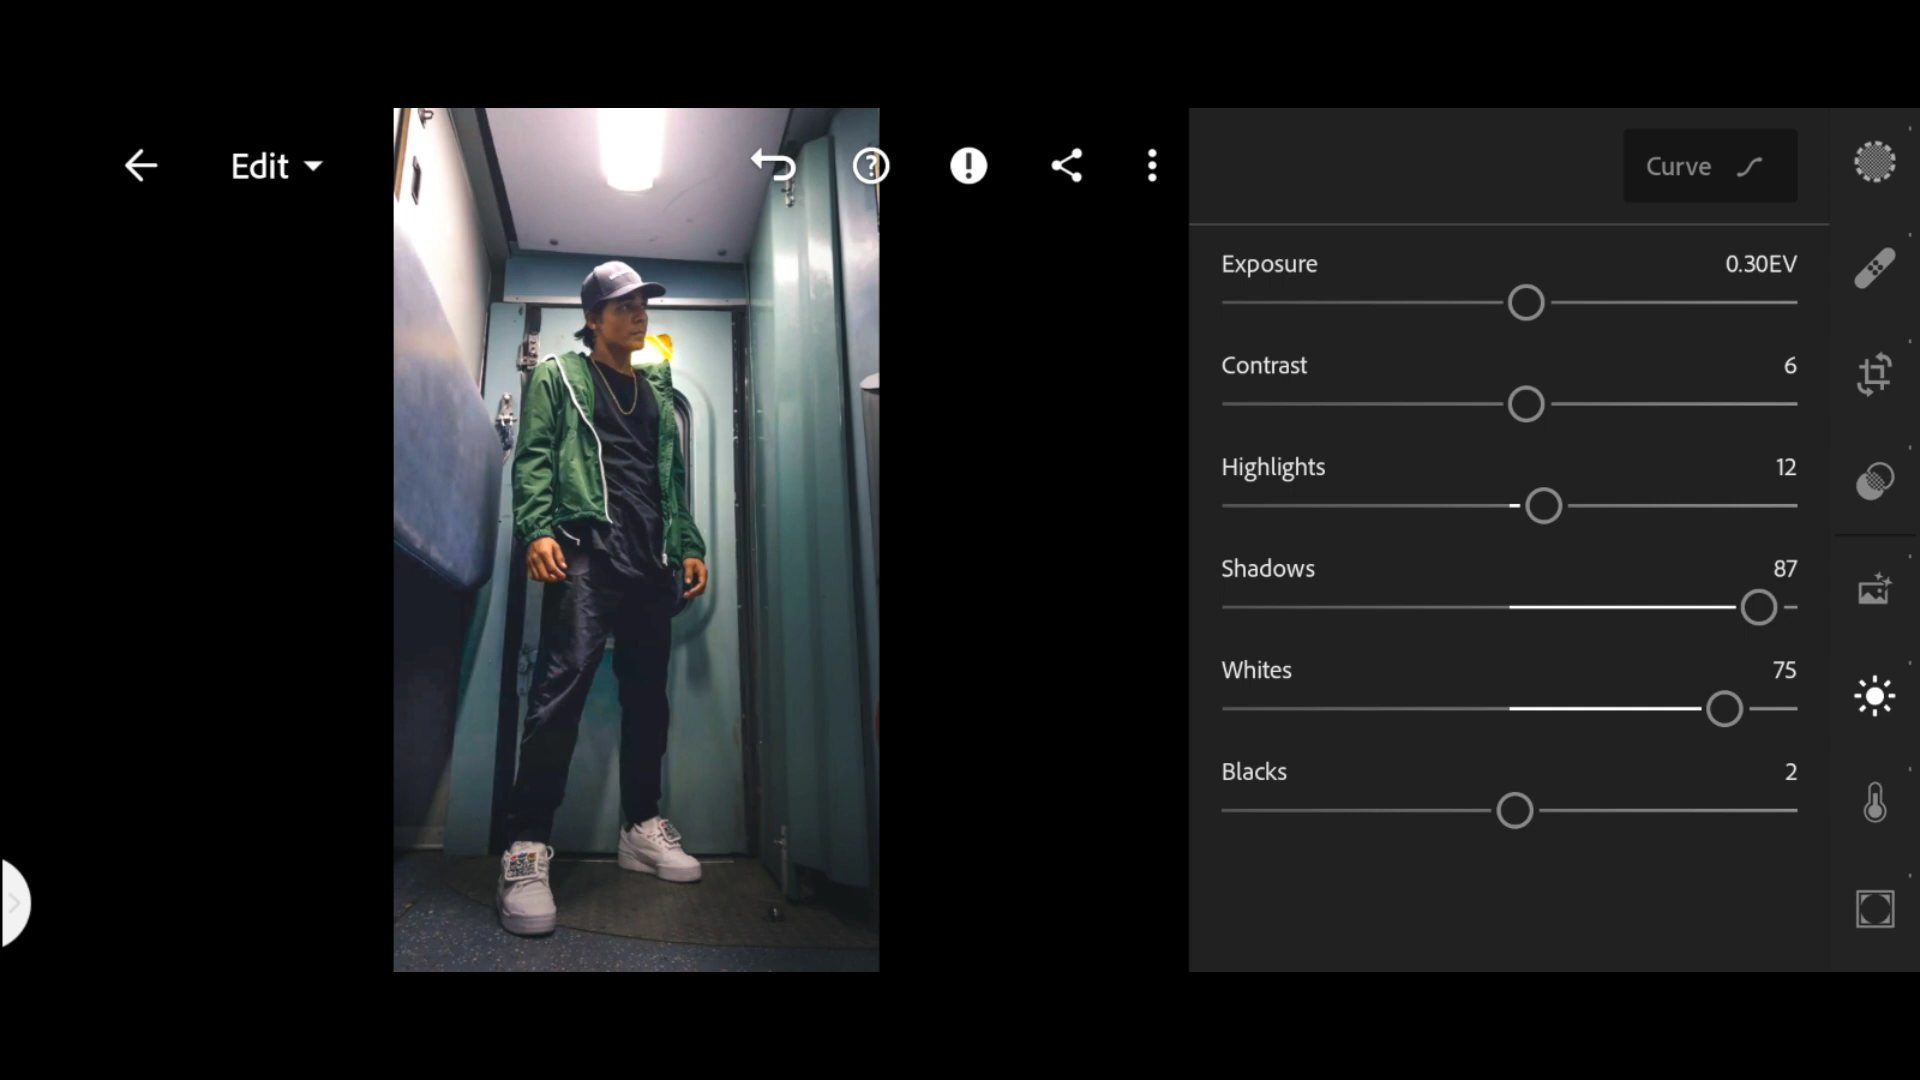 Edit
Curve
Exposure 0.30EV
Contrast 6
Highlights 12
Shadows 87
Whites 75
Blacks 2